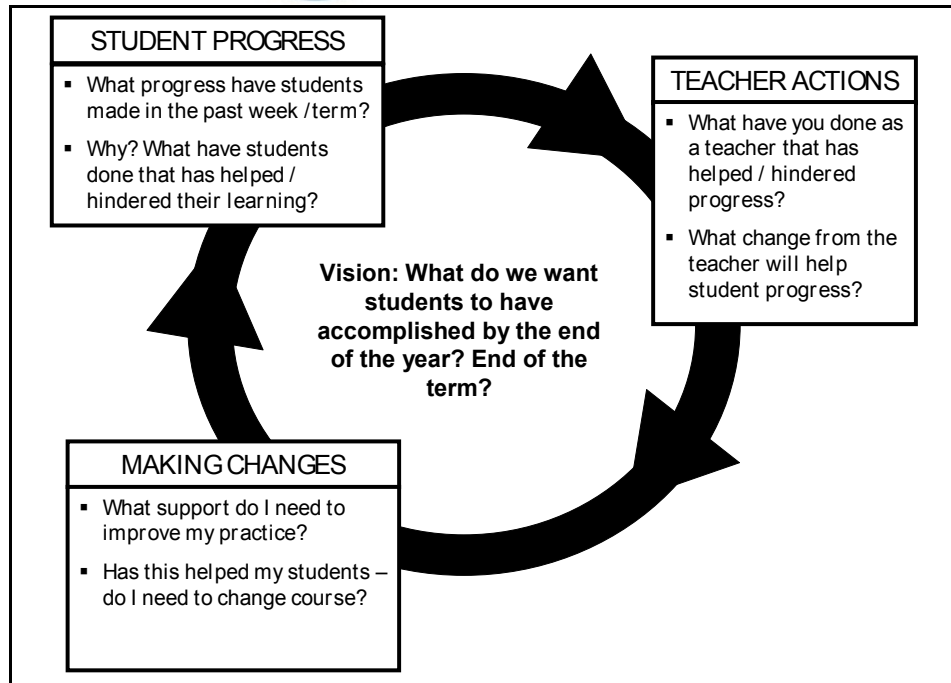 STUDENT PROGRESS
▪ What progress have students
made in the past week /term?
▪ Why? What have students
done that has helped /
hindered their learning?
TEACHER ACTIONS
▪ What have you done as
a teacher that has
helped / hindered
progress?
▪ What change from the
teacher will help
student progress?
Vision: What do we want
students to have
accomplished by the end
of the year? End of the
term?
MAKING CHANGES
▪ What support do I need to
improve my practice?
▪ Has this helped my students –
do I need to change course?